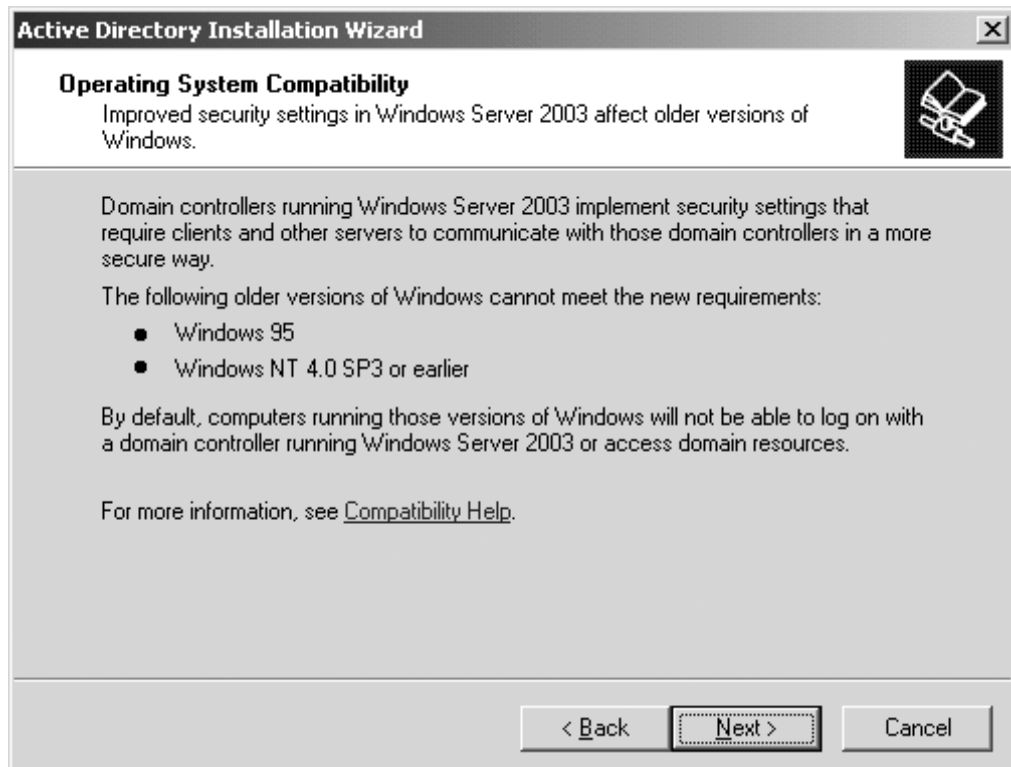 Active Directory Installation Wizard
Operating System Compatibility
Improved security settings in Windows Server 2003 affect older versions of
Windows.
Domain controllers running Windows Server 2003 implement security settings that
require clients and other servers to communicate with those domain controllers in a more
secure way.
The following older versions of Windows cannot meet the new requirements:
● Windows 95
● Windows NT 4.0 SP3 or earlier
By default, computers running those versions of Windows will not be able to log on with
a domain controller running Windows Server 2003 or access domain resources.
For more information, see Compatibility Help.
< Back
Next >
Cancel